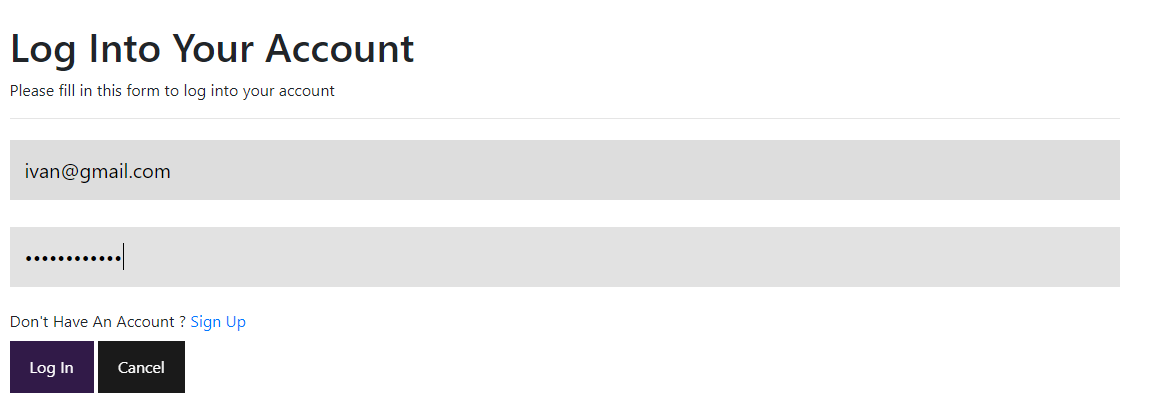 Log Into Your Account
Please fill in this form to log into your account
ivan@gmail.com
••••••••••••
Don't Have An Account ? Sign Up
Log In Cancel